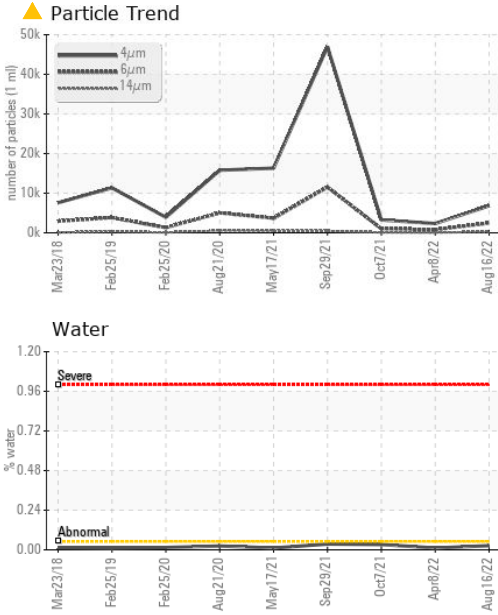 Particle Trend
50k
40k
30k
20k
10k
0k
number of particles (1 ml)
4μm
6μm
14μm
Mar23/18
Feb25/19
Feb25/20
Aug21/20
May17/21
Sep29/21
Oct7/21
Apr8/22
Aug16/22
Water
1.20
0.96
0.72
0.48
0.24
0.00
% water
Severe
Abnormal
Mar23/18
Feb25/19
Feb25/20
Aug21/20
May17/21
Sep29/21
Oct7/21
Apr8/22
Aug16/22